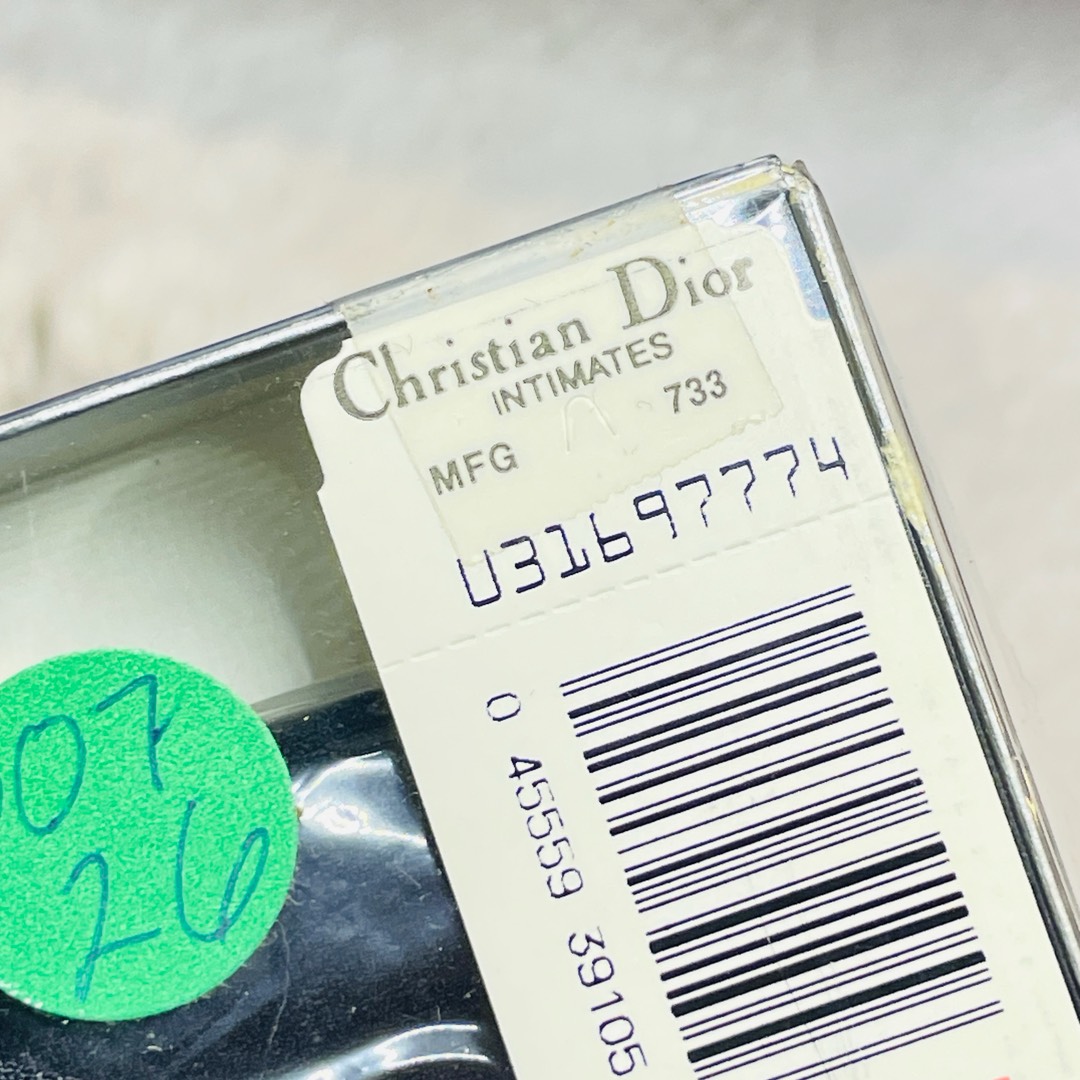 Christian Dior
INTIMATES
MFG 733
U31697774
0 45559 39105
07
26